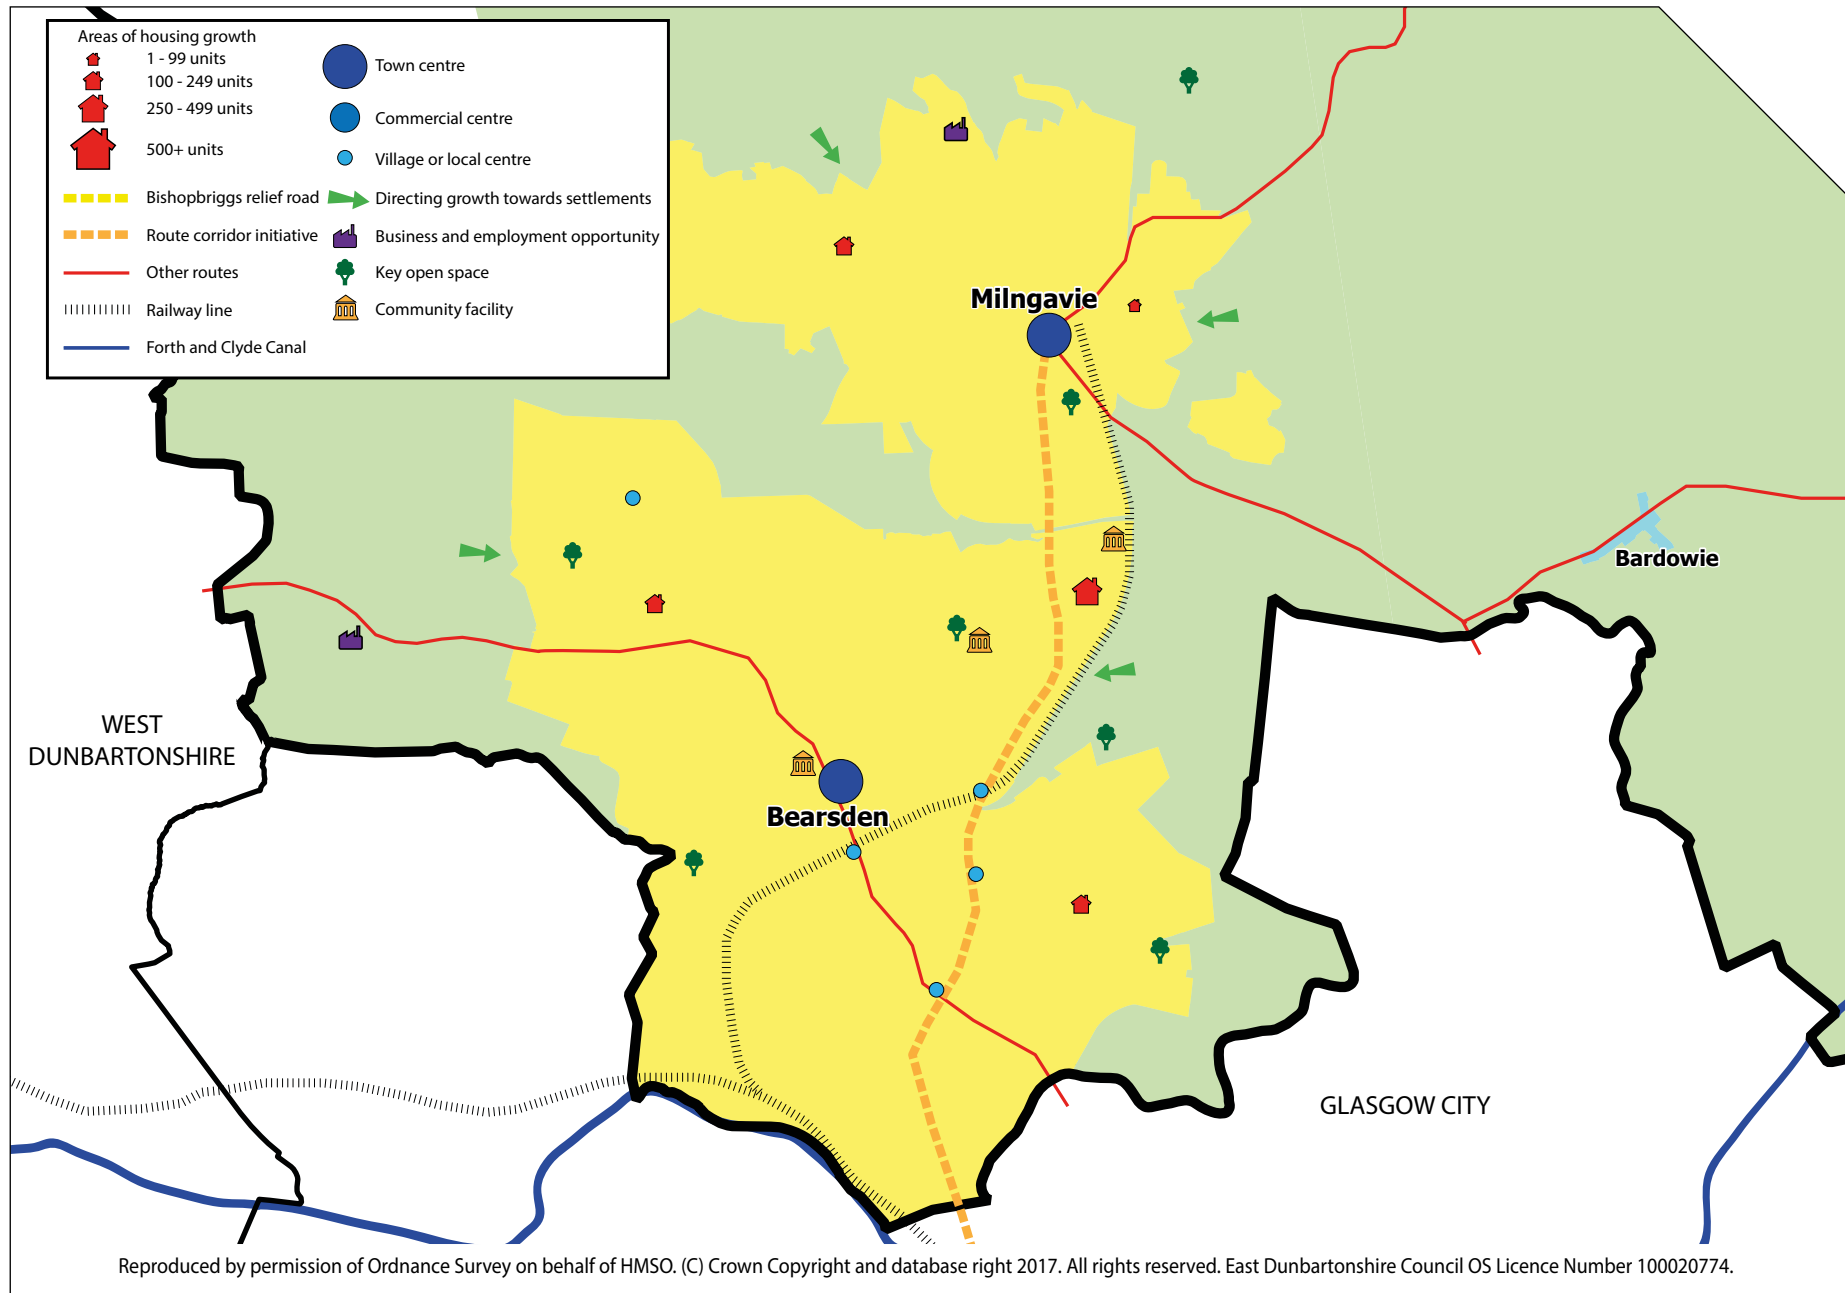 Areas of housing growth
1 - 99 units
100 - 249 units
250 - 499 units
500+ units
Bishopbriggs relief road
Route corridor initiative
Other routes
Railway line
Forth and Clyde Canal
Town centre
Commercial centre
Village or local centre
Directing growth towards settlements
Business and employment opportunity
Key open space
Community facility
Milngavie
Bardowie
WEST
DUNBARTONSHIRE
Bearsden
GLASGOW CITY
Reproduced by permission of Ordnance Survey on behalf of HMSO. (C) Crown Copyright and database right 2017. All rights reserved. East Dunbartonshire Council OS Licence Number 100020774.